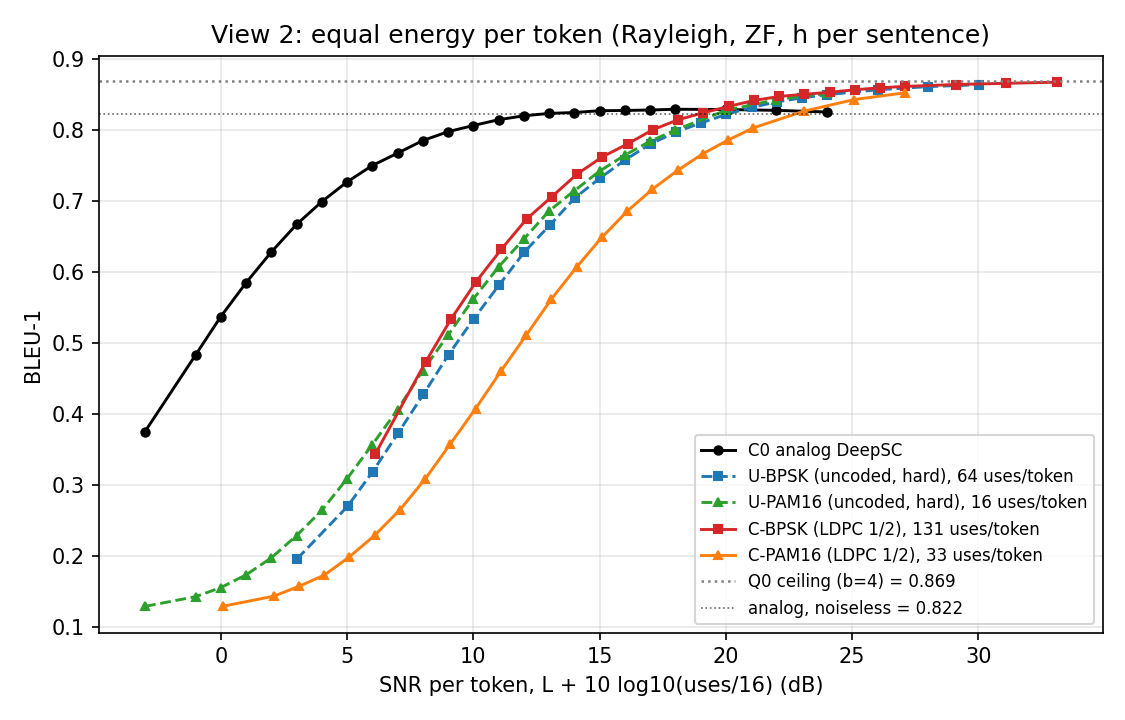 View 2: equal energy per token (Rayleigh, ZF, h per sentence)
0.9
0.8
0.7
0.6
0.5
0.4
0.3
0.2
0.1
BLEU-1
C0 analog DeepSC
U-BPSK (uncoded, hard), 64 uses/token
U-PAM16 (uncoded, hard), 16 uses/token
C-BPSK (LDPC 1/2), 131 uses/token
C-PAM16 (LDPC 1/2), 33 uses/token
Q0 ceiling (b=4) = 0.869
analog, noiseless = 0.822
0 5 10 15 20 25 30
SNR per token, L + 10 log10(uses/16) (dB)